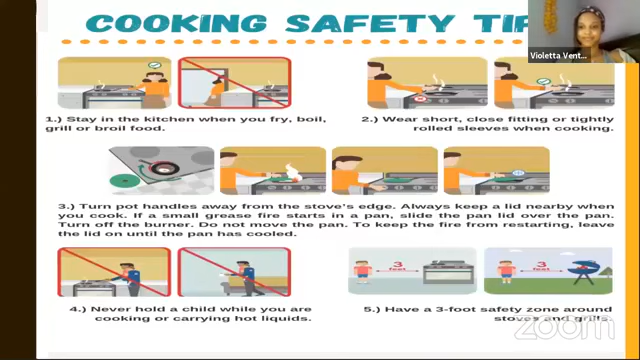 COOKING SAFETY TIP
Violetta Vent...
1.) Stay in the kitchen when you fry, boil,
grill or broil food.
2.) Wear short, close fitting or tightly
rolled sleeves when cooking.
3.) Turn pot handles away from the stove's edge. Always keep a lid nearby when
you cook. If a small grease fire starts in a pan, slide the pan lid over the pan.
Turn off the burner. Do not move the pan. To keep the fire from restarting, leave
the lid on until the pan has cooled.
3
feet
3
feet
4.) Never hold a child while you are
cooking or carrying hot liquids.
5.) Have a 3-foot safety zone around
stoves and grills.
zoom